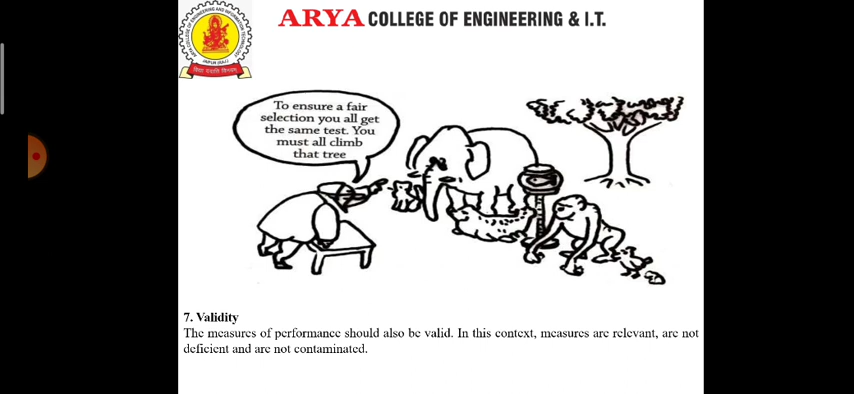 ARYA COLLEGE OF ENGINEERING & I.T.
To ensure a fair
selection you all get
the same test. You
must all climb
that tree
7. Validity
The measures of performance should also be valid. In this context, measures are relevant, are not
deficient and are not contaminated.